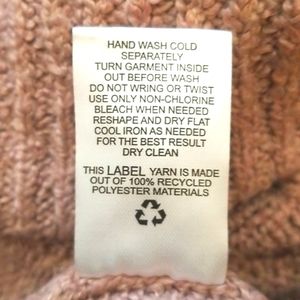 HAND WASH COLD
SEPARATELY
TURN GARMENT INSIDE
OUT BEFORE WASH
DO NOT WRING OR TWIST
USE ONLY NON-CHLORINE
BLEACH WHEN NEEDED
RESHAPE AND DRY FLAT
COOL IRON AS NEEDED
FOR THE BEST RESULT
DRY CLEAN
THIS LABEL YARN IS MADE
OUT OF 100% RECYCLED
POLYESTER MATERIALS